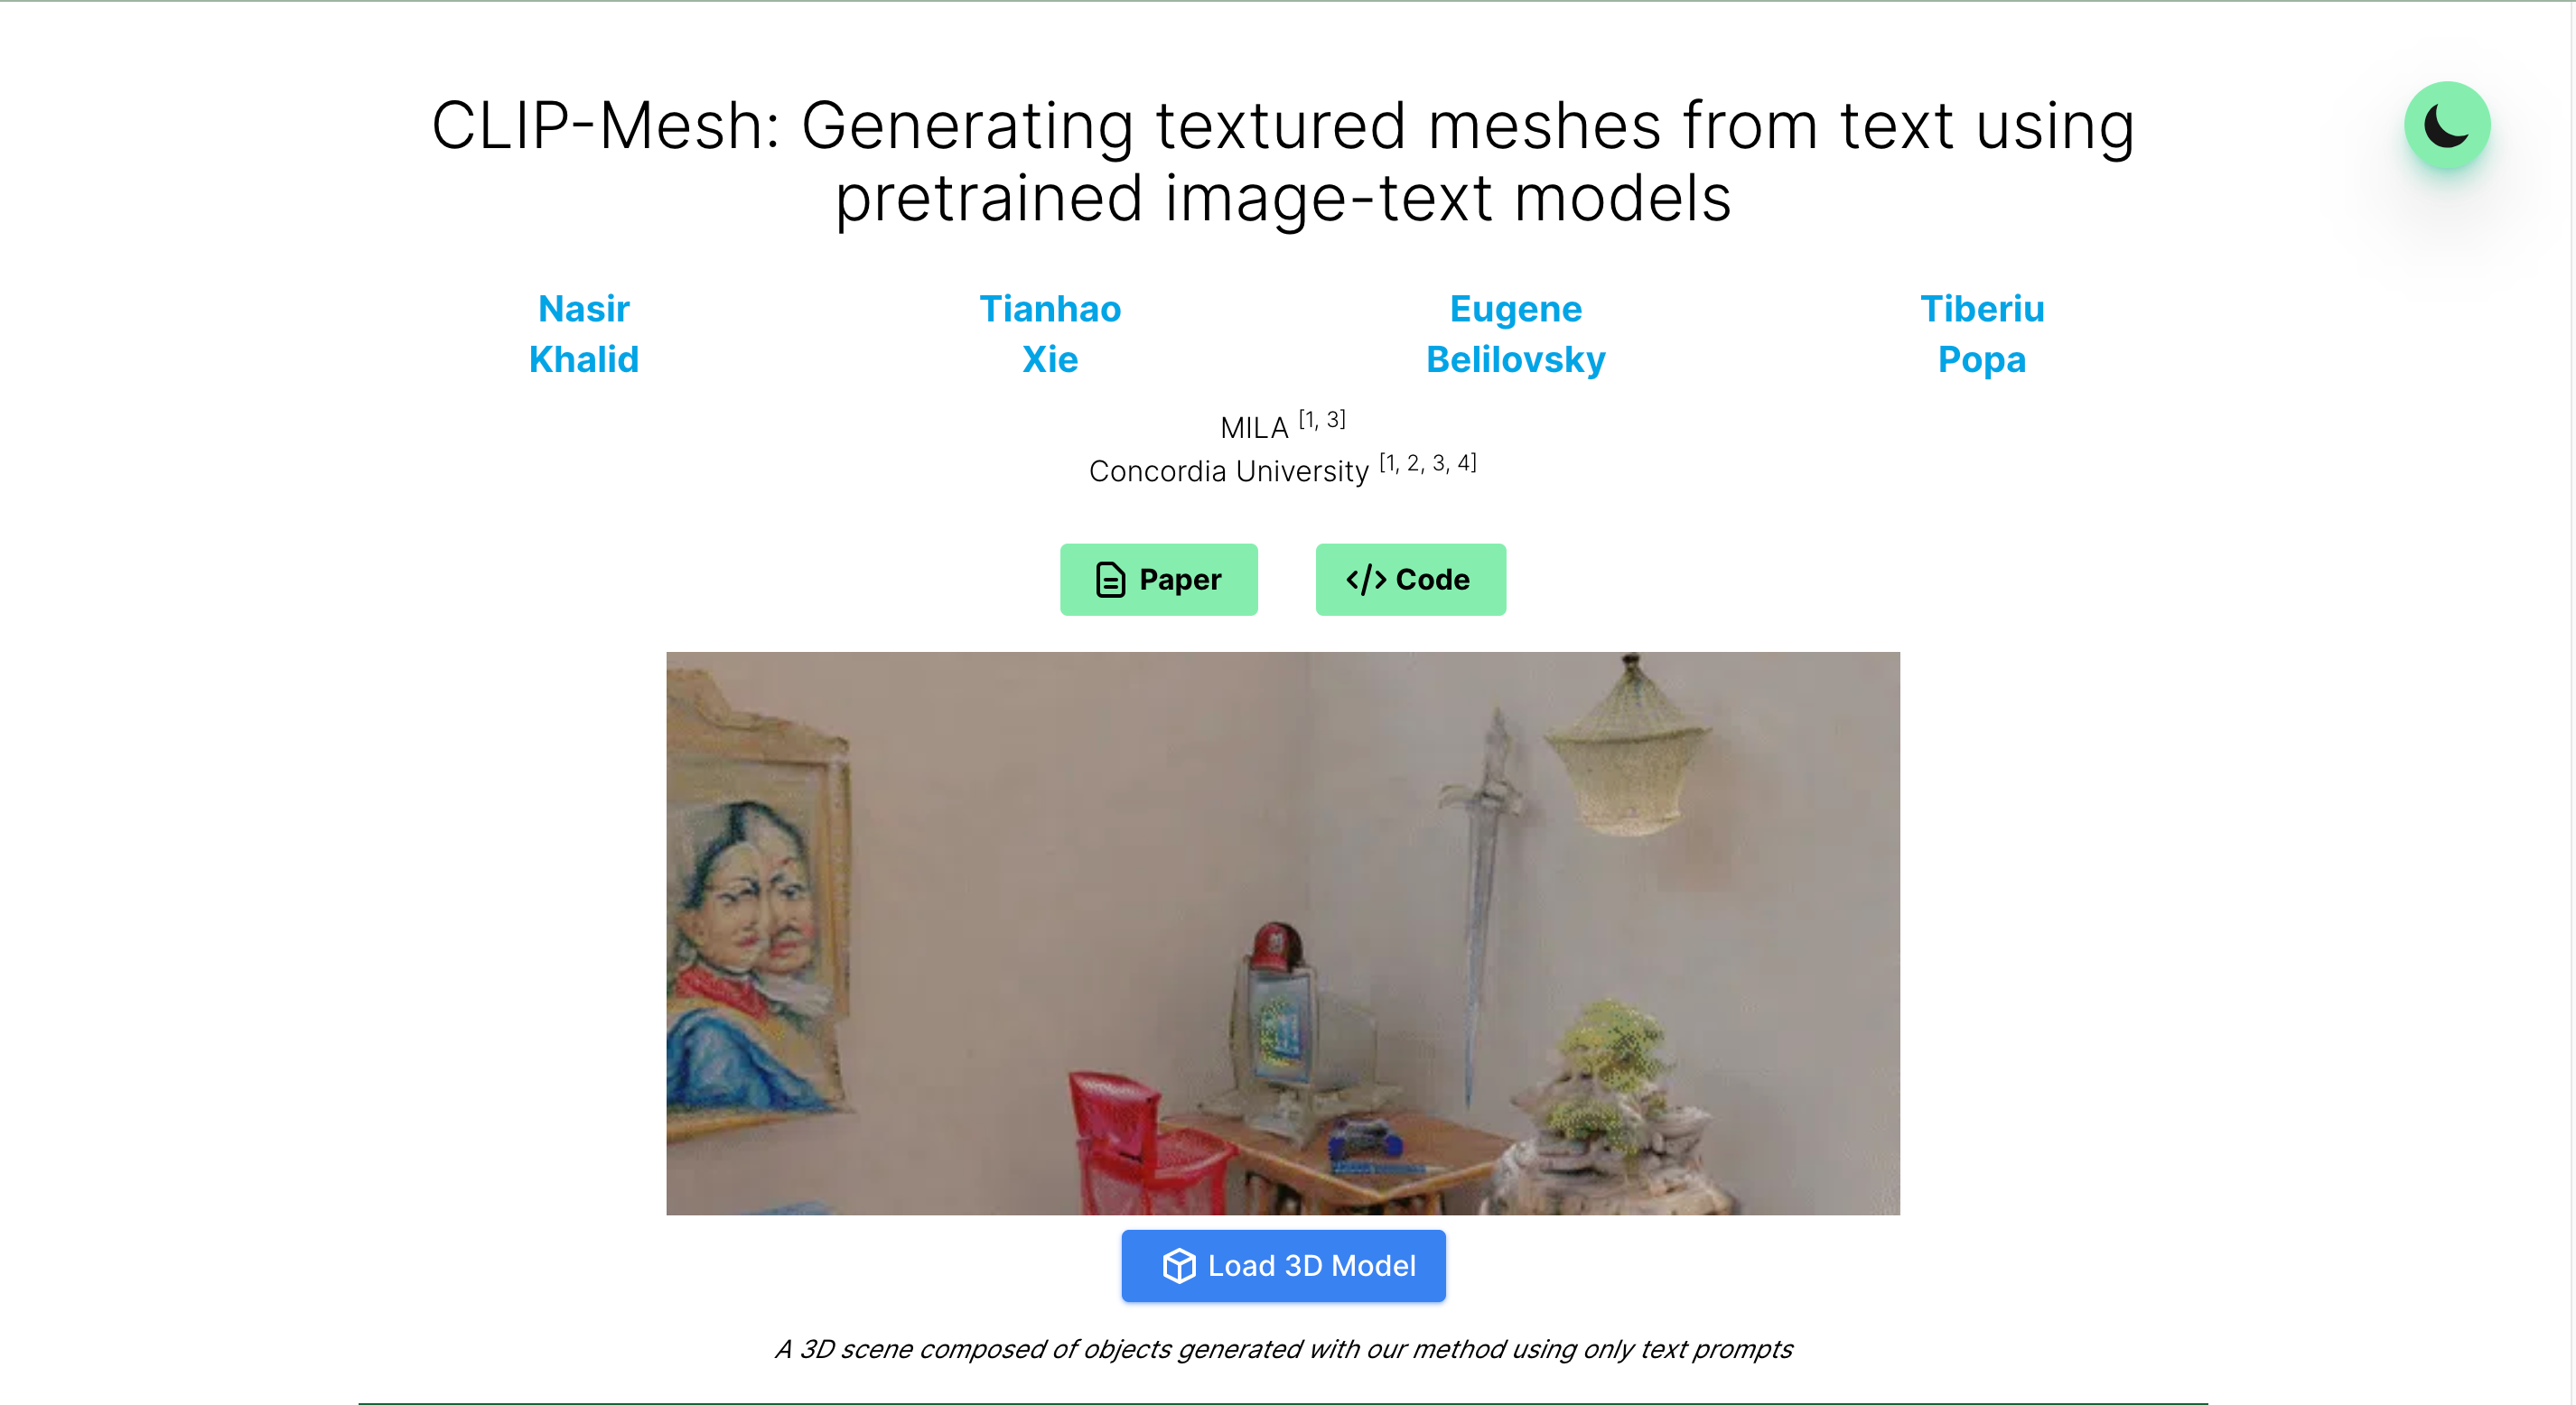 CLIP-Mesh: Generating textured meshes from text using
pretrained image-text models
Nasir
Khalid
Tianhao
Xie
Eugene
Belilovsky
Tiberiu
Popa
MILA [1, 3]
Concordia University [1, 2, 3, 4]
Paper
Code
Load 3D Model
A 3D scene composed of objects generated with our method using only text prompts